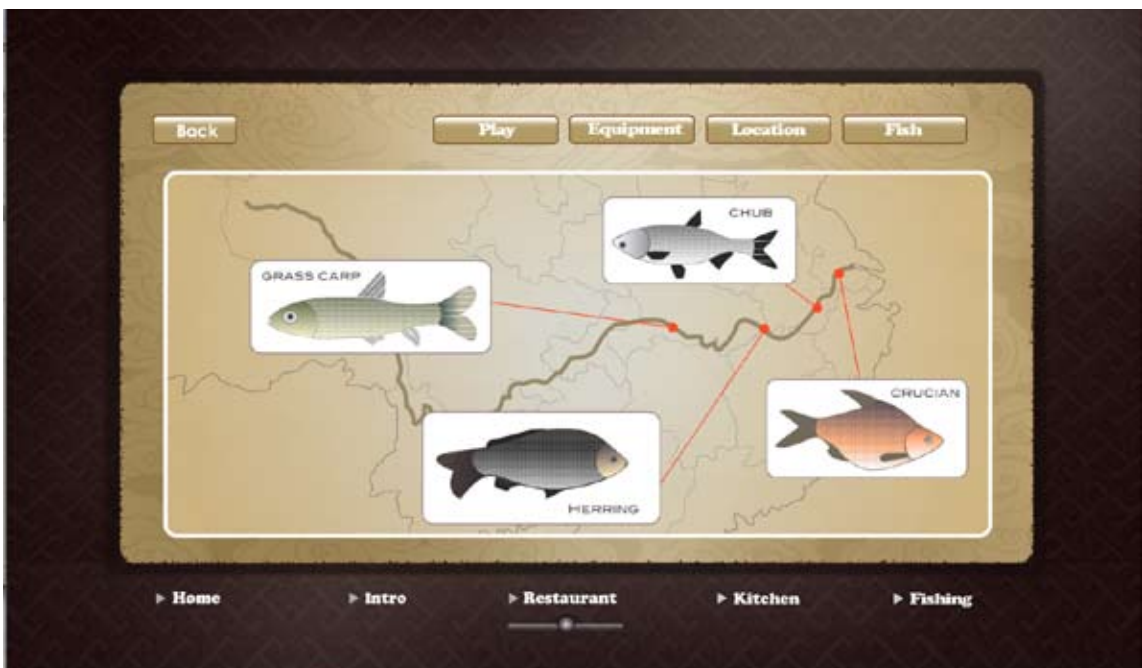 Back
Play
Equipment
Location
Fish
CHUB
GRASS CARP
CRUCIAN
HERRING
Home
Intro
Restaurant
Kitchen
Fishing